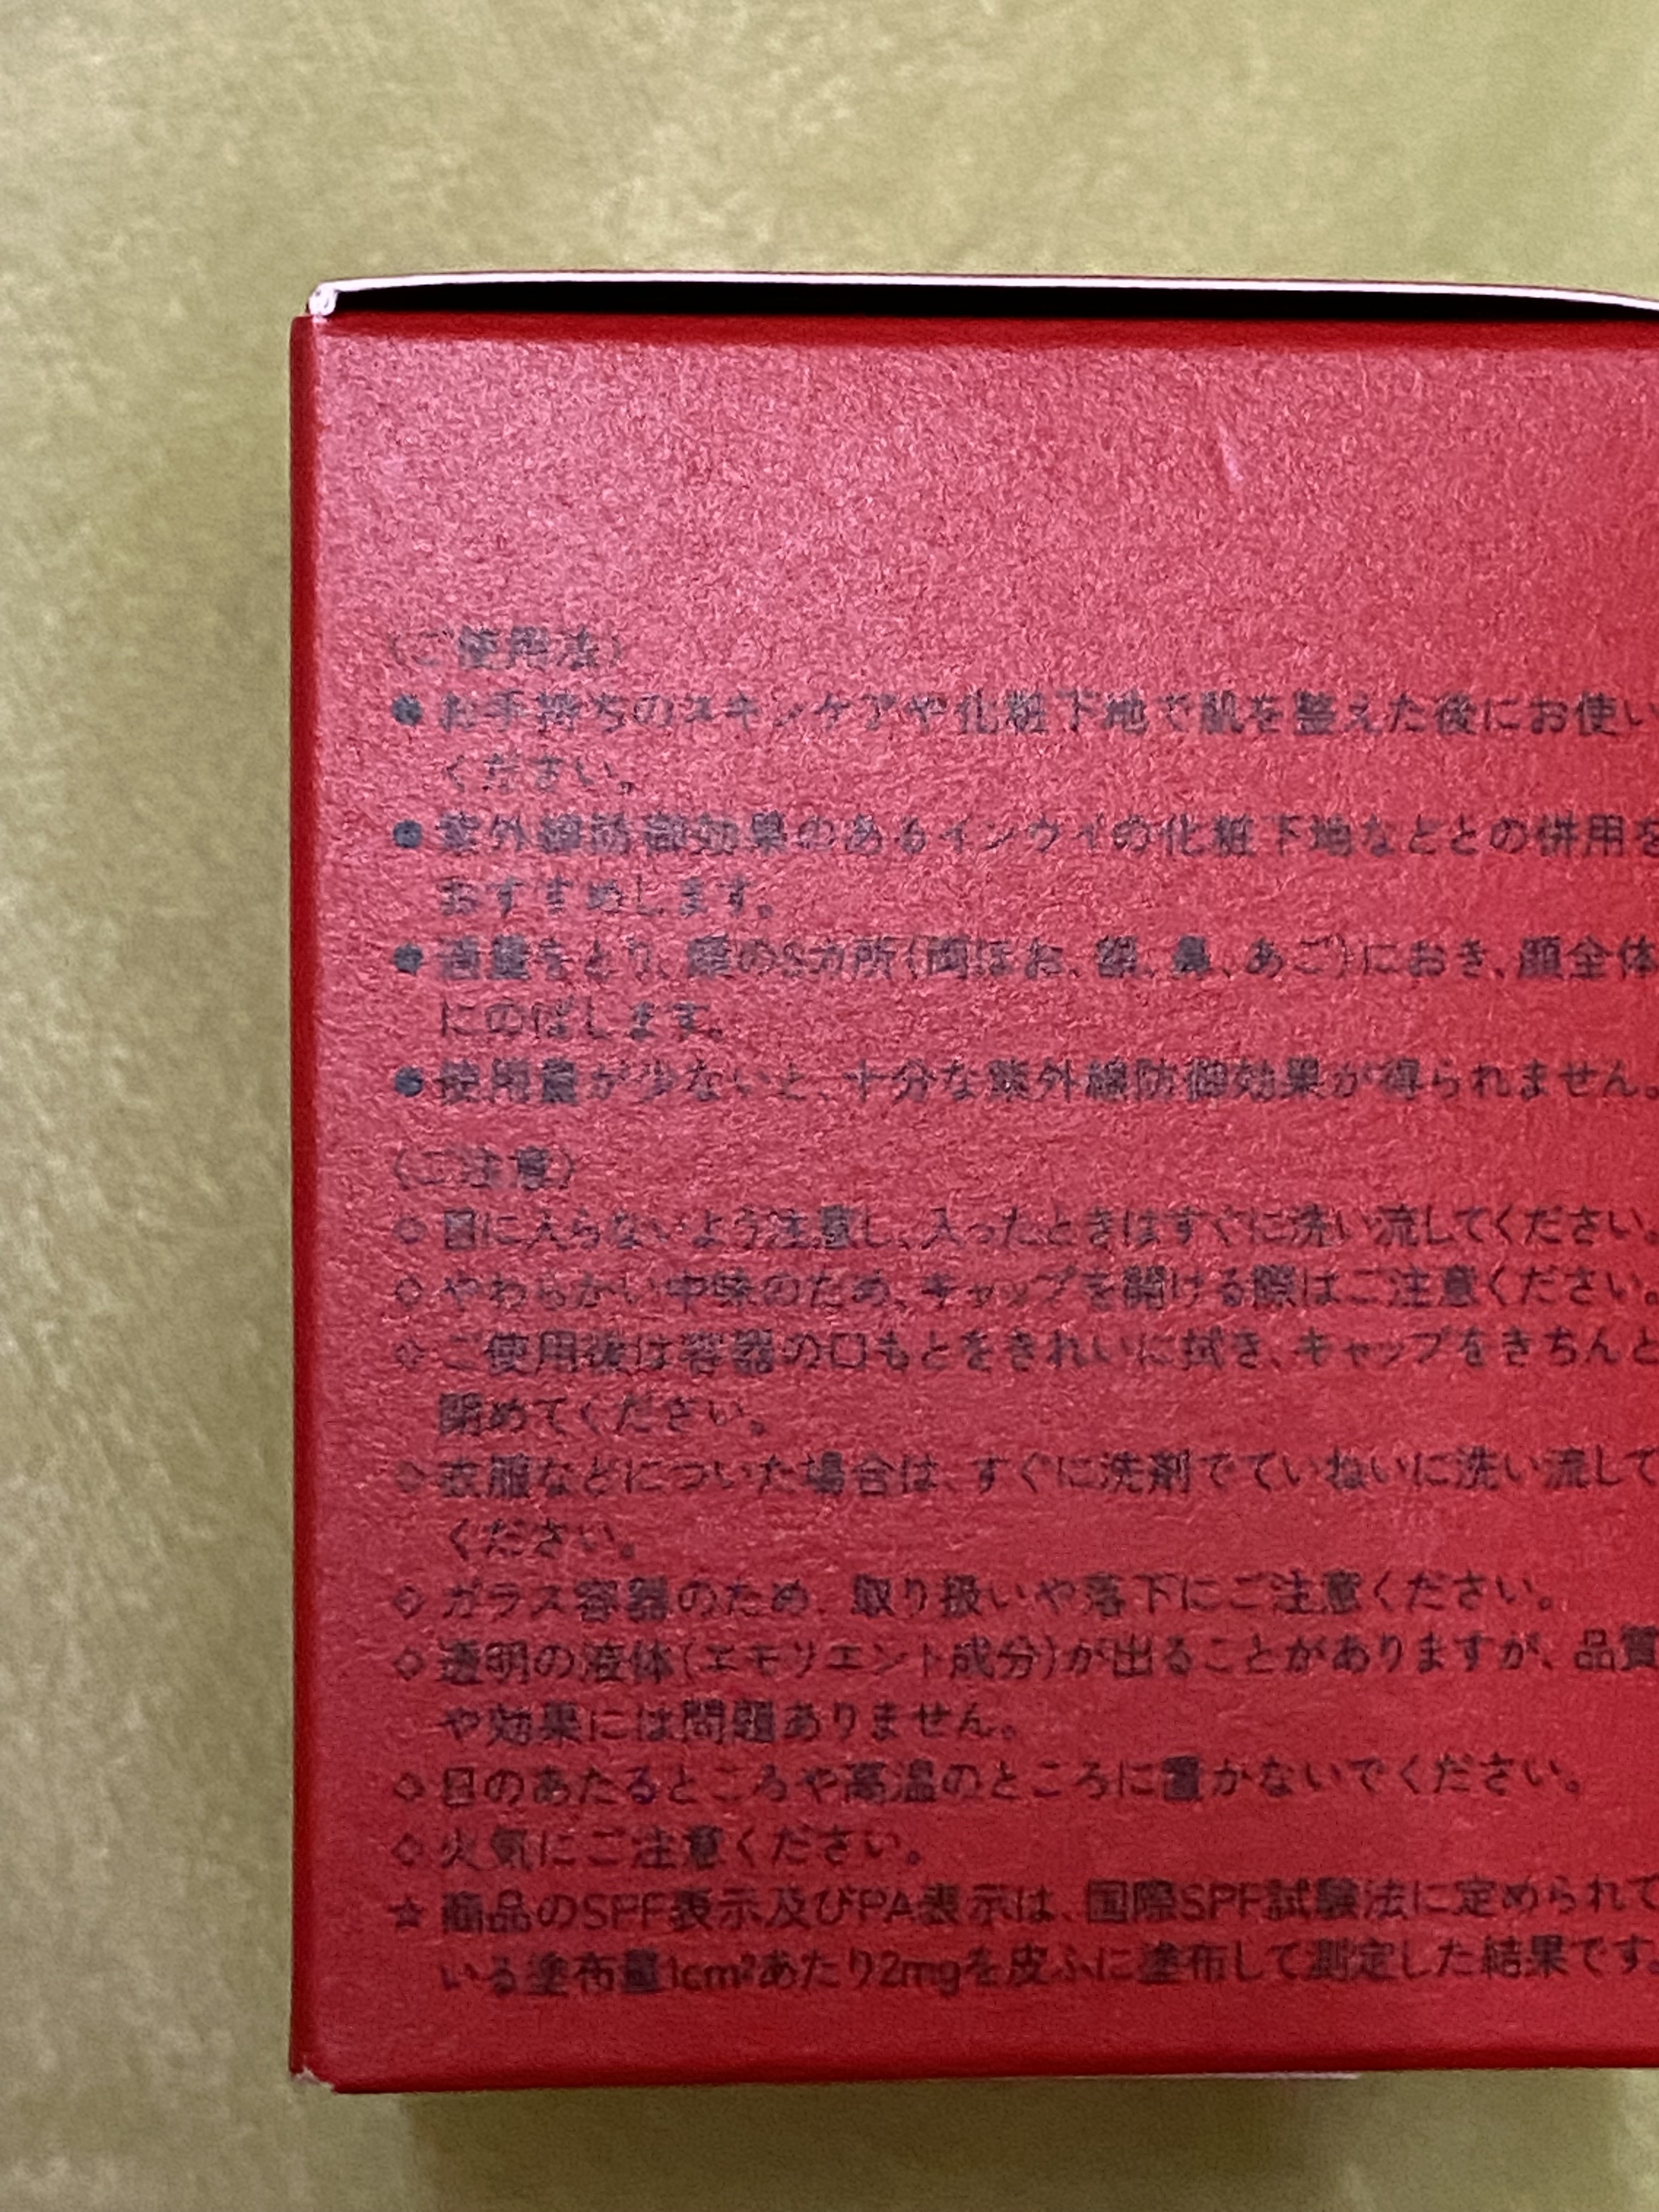 〈ご使用法〉
●お手持ちのスキンケアや化粧下地で肌を整えた後にお使い
ください。
●紫外線防御効果のあるインウイの化粧下地などとの併用を
おすすめします。
●適量をとり、顔の5カ所(両ほお、額、鼻、あご)におき、顔全体
にのばします。
●使用量が少ないと、十分な紫外線防御効果が得られません。
〈ご注意〉
◇目に入らないよう注意し、入ったときはすぐに洗い流してください。
◇やわらかい中味のため、キャップを開ける際はご注意ください。
◇ご使用後は容器の口もとをきれいに拭き、キャップをきちんと
閉めてください。
◇衣服などについた場合は、すぐに洗剤でていねいに洗い流して
ください。
◇ガラス容器のため、取り扱いや落下にご注意ください。
◇透明の液体(エモリエント成分)が出ることがありますが、品質
や効果には問題ありません。
◇日のあたるところや高温のところに置かないでください。
◇火気にご注意ください。
☆商品のSPF表示及びPA表示は、国際SPF試験法に定められて
いる塗布量1cm²あたり2mgを皮ふに塗布して測定した結果です。